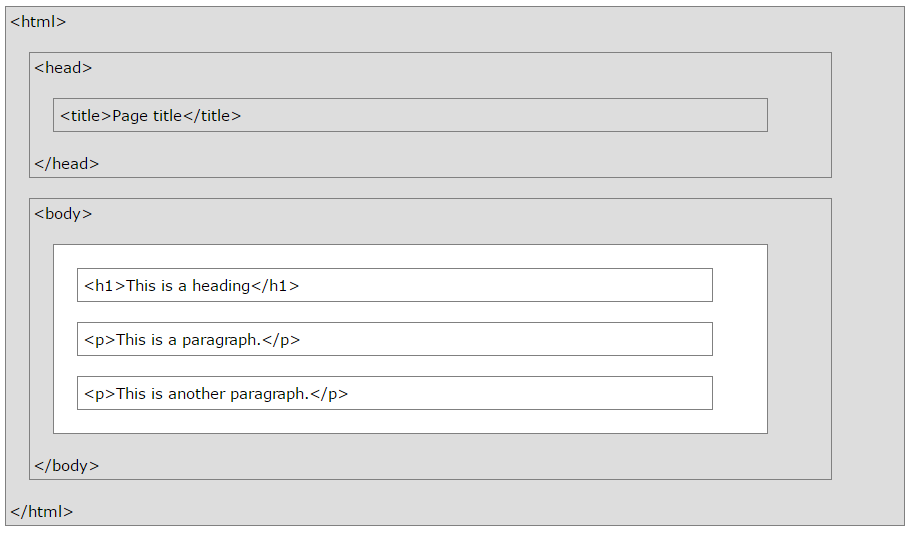 <html>
<head>
<title>Page title</title>
</head>
<body>
<h1>This is a heading</h1>
<p>This is a paragraph.</p>
<p>This is another paragraph.</p>
</body>
</html>